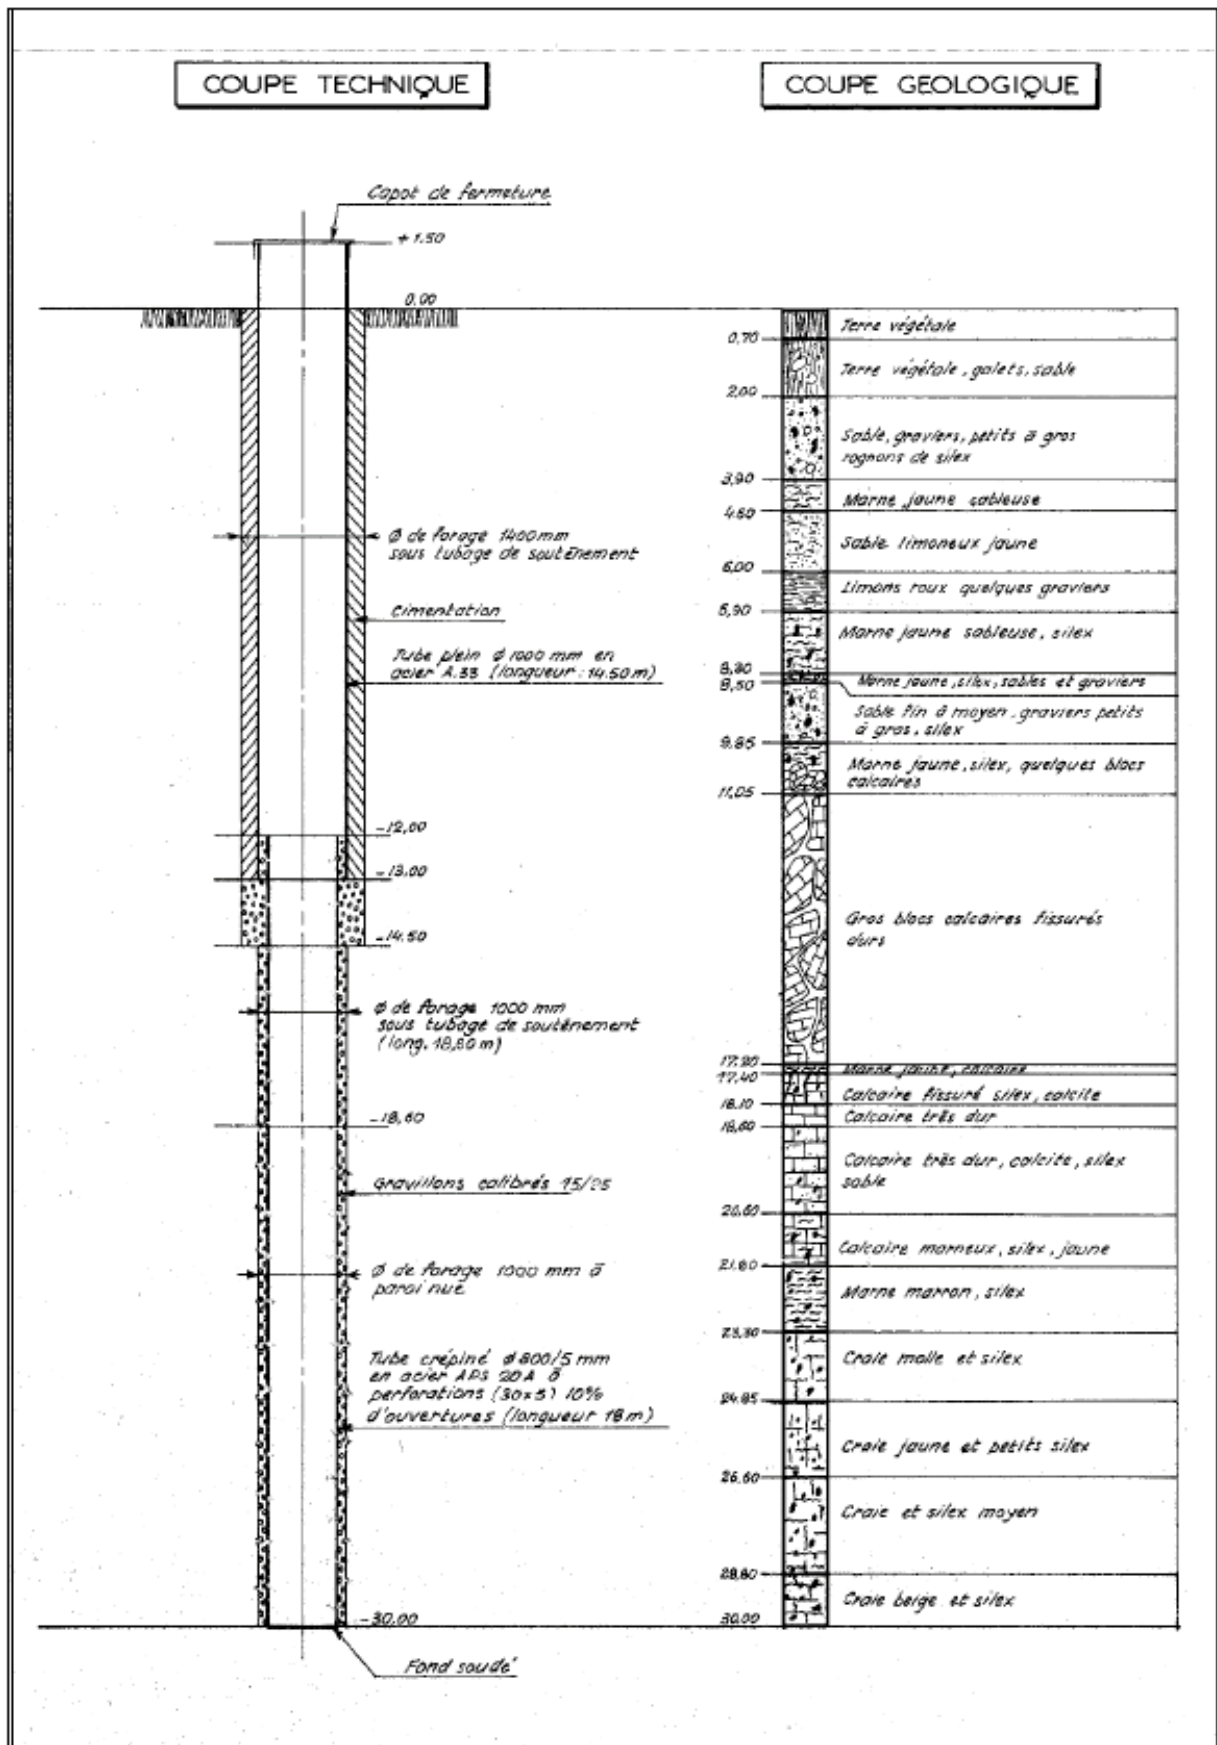 COUPE TECHNIQUE
COUPE GEOLOGIQUE
Capot de fermeture
+ 1.50
0.00
Ø de forage 1400mm
sous tubage de soutènement
Cimentation
Tube plein Ø 1000 mm en
acier A.33 (longueur : 14.50 m)
-12,00
-13.00
-14.50
Ø de forage 1000 mm
sous tubage de soutènement
(long. 18,60 m)
-18,60
Gravillons calibrés 15/25
Ø de forage 1000 mm à
paroi nue
Tube crépiné Ø 800/5 mm
en acier APS 20A à
perforations (30x5) 10%
d'ouvertures (longueur 18 m)
-30.00
Fond soudé
Terre végétale
0,70
Terre végétale, galets, sable
2,00
Sable, graviers, petits à gros
rognons de silex
3,90
Marne jaune sableuse
4.60
Sable limoneux jaune
6,00
Limons roux quelques graviers
Marne jaune sableuse, silex
8,30
Marne jaune, silex, sables et graviers
8,50
Sable fin à moyen, graviers petits
à gros, silex
9.85
Marne jaune, silex, quelques blocs
calcaires
11,05
Gros blocs calcaires fissurés
durs
Marne jaune, calcaire
17,40
Calcaire fissuré silex, calcite
18,10
Calcaire très dur
18,60
Calcaire très dur, calcite, silex
sable
20,60
Calcaire marneux, silex, jaune
21.80
Marne marron, silex
23,30
Craie molle et silex
24.85
Craie jaune et petits silex
26,60
Craie et silex moyen
28.80
Craie beige et silex
30.00